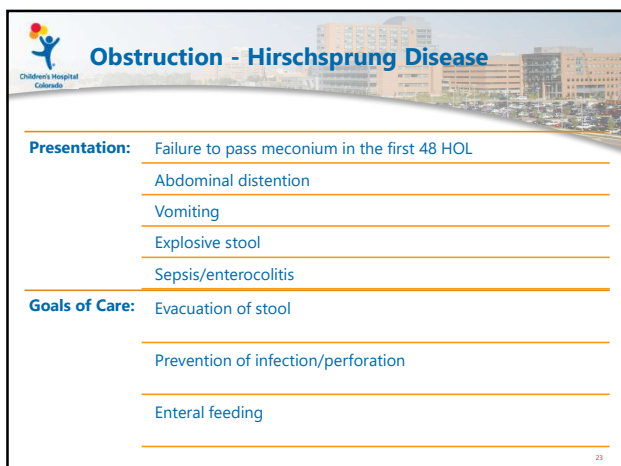 Children's Hospital
Colorado
Obstruction - Hirschsprung Disease
Presentation: Failure to pass meconium in the first 48 HOL
Abdominal distention
Vomiting
Explosive stool
Sepsis/enterocolitis
Goals of Care: Evacuation of stool
Prevention of infection/perforation
Enteral feeding
23